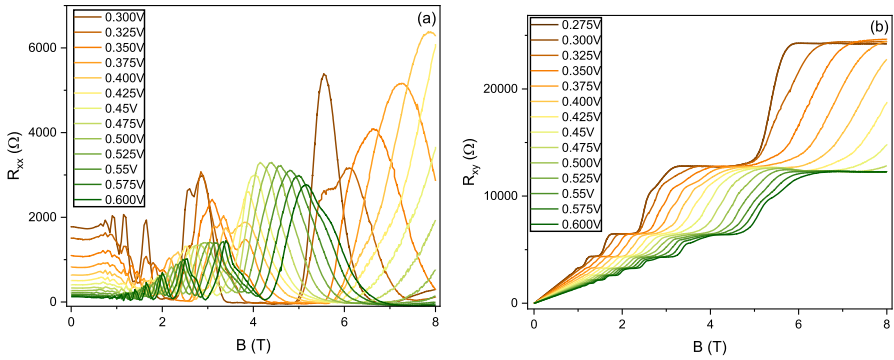 (a)
0.300V
0.325V
0.350V
0.375V
0.400V
0.425V
0.45V
0.475V
0.500V
0.525V
0.55V
0.575V
0.600V
6000
4000
2000
0
Rxx (Ω)
0 2 4 6 8
B (T)
(b)
0.275V
0.300V
0.325V
0.350V
0.375V
0.400V
0.425V
0.45V
0.475V
0.500V
0.525V
0.55V
0.575V
0.600V
20000
10000
0
Rxy (Ω)
0 2 4 6 8
B (T)